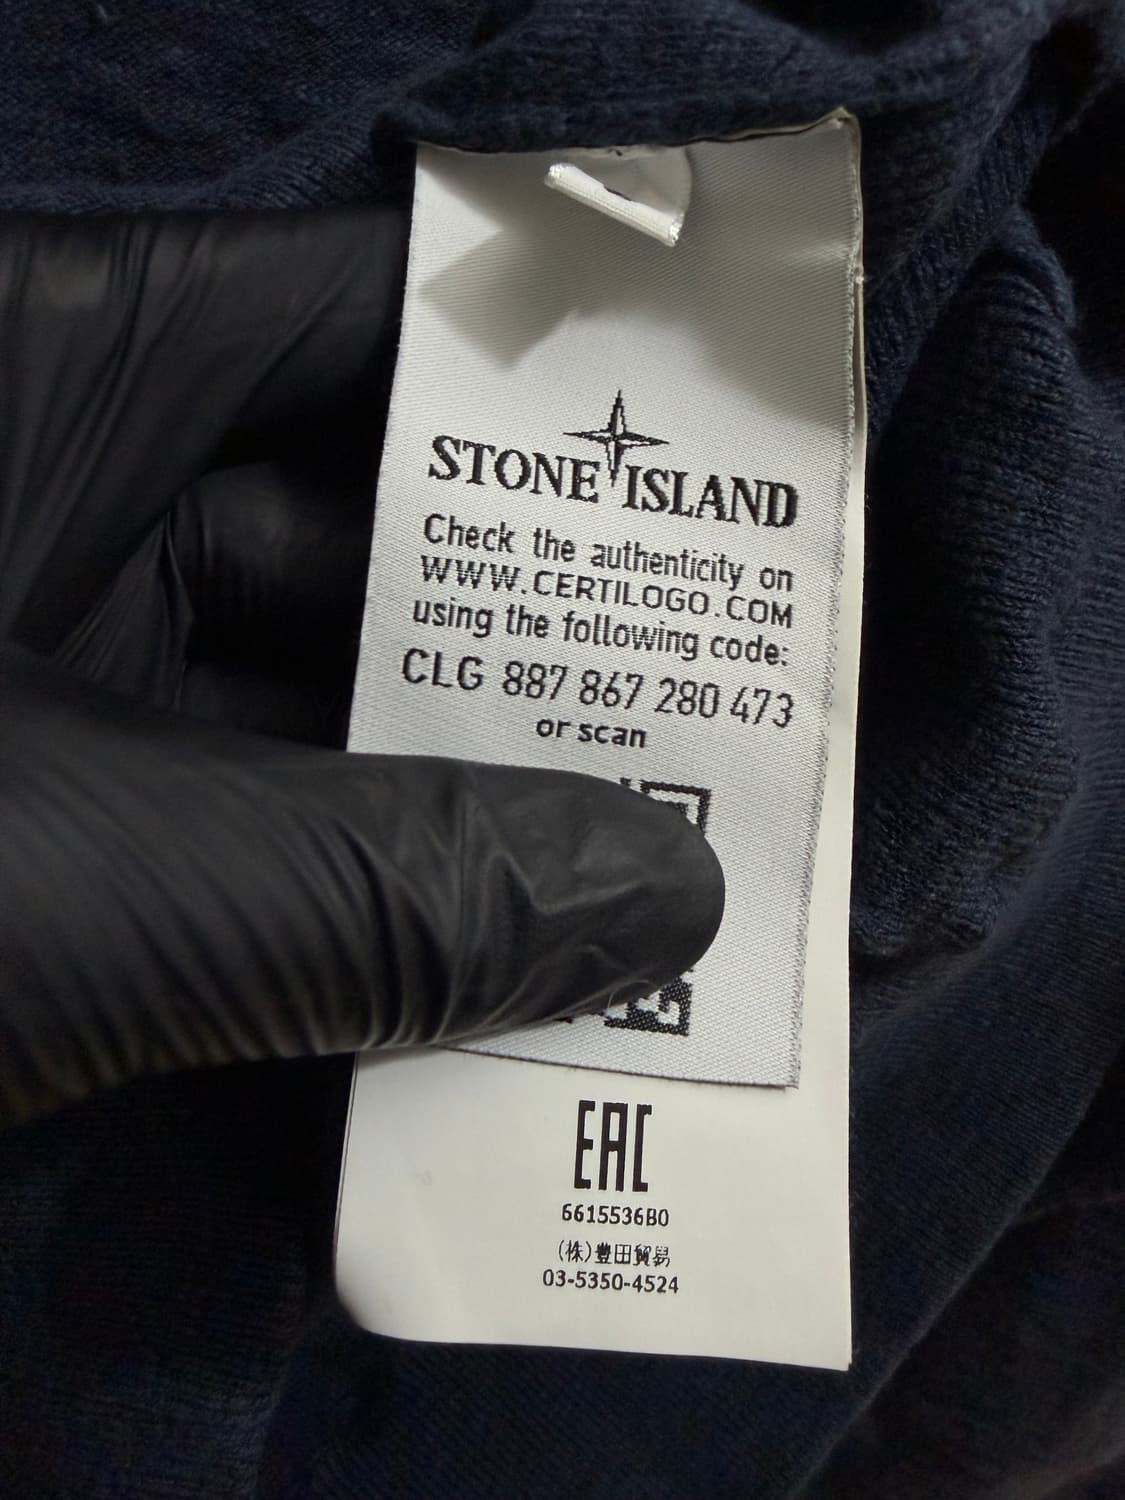 STONE ISLAND
Check the authenticity on
WWW.CERTILOGO.COM
using the following code:
CLG 887 867 280 473
or scan
EAC
6615536B0
(株)豊田貿易
03-5350-4524